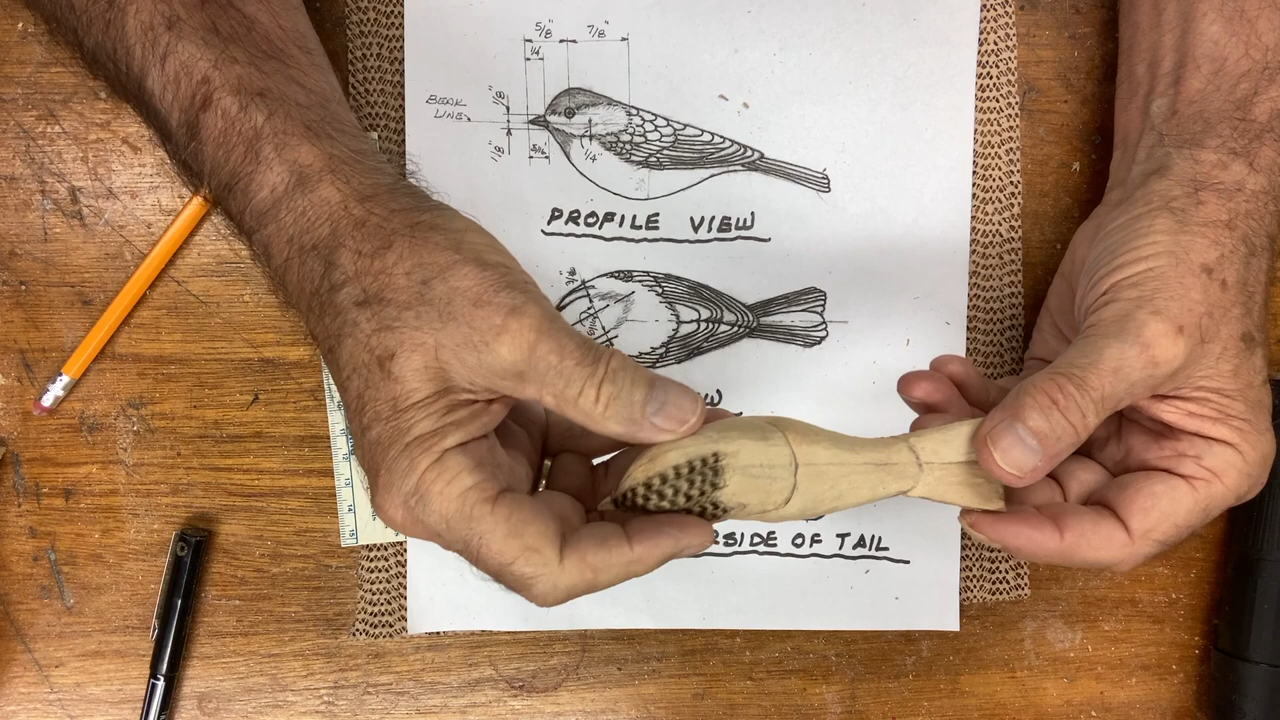 5/8" 7/8"
1/4
BEAK
LINE
1/8"
1/8"
5/16
1/4"
PROFILE VIEW
RSIDE OF TAIL